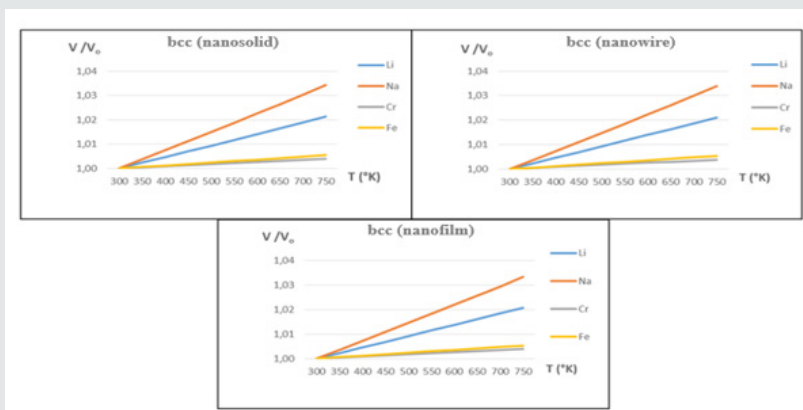 bcc (nanosolid)
V /Vₒ
1,04
1,03
1,02
1,01
1,00
300 350 400 450 500 550 600 650 700 750
T (°K)
Li
Na
Cr
Fe
bcc (nanowire)
V /Vₒ
1,04
1,03
1,02
1,01
1,00
300 350 400 450 500 550 600 650 700 750
T (°K)
Li
Na
Cr
Fe
bcc (nanofilm)
V /Vₒ
1,04
1,03
1,02
1,01
1,00
300 350 400 450 500 550 600 650 700 750
T (°K)
Li
Na
Cr
Fe